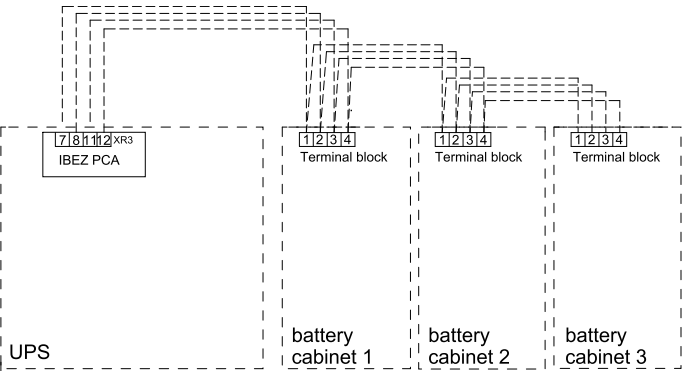 7 8 11 12 XR3
IBEZ PCA
1 2 3 4
Terminal block
1 2 3 4
Terminal block
1 2 3 4
Terminal block
UPS
battery
cabinet 1
battery
cabinet 2
battery
cabinet 3